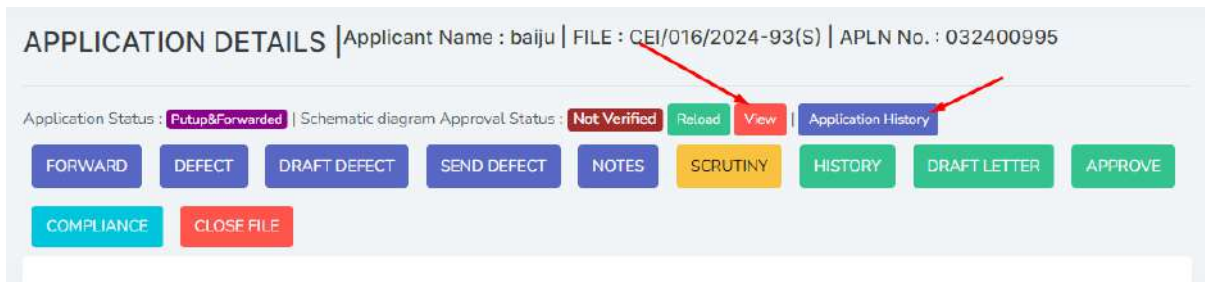 APPLICATION DETAILS |Applicant Name : baiju | FILE : CEI/016/2024-93(S) | APLN No. : 032400995
Application Status : Putup&Forwarded | Schematic diagram Approval Status : Not Verified Reload View | Application History
FORWARD DEFECT DRAFT DEFECT SEND DEFECT NOTES SCRUTINY HISTORY DRAFT LETTER APPROVE
COMPLIANCE CLOSE FILE